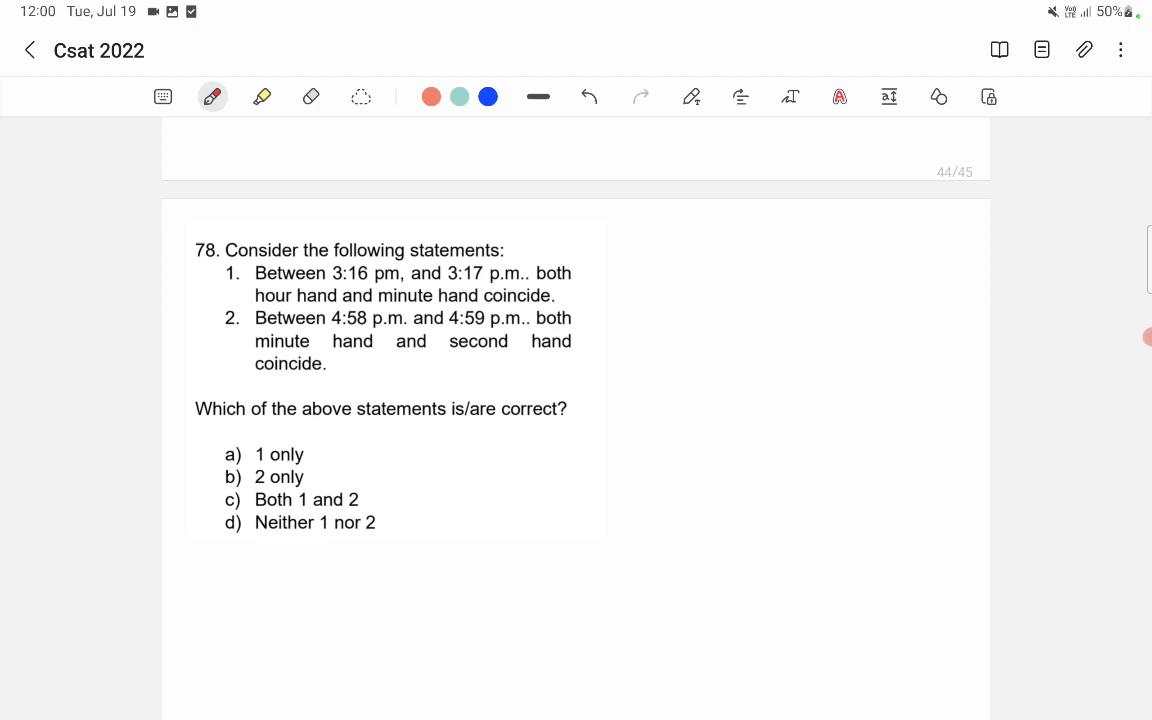 12:00 Tue, Jul 19
50%
Csat 2022
44/45
78. Consider the following statements:
1. Between 3:16 pm, and 3:17 p.m.. both
hour hand and minute hand coincide.
2. Between 4:58 p.m. and 4:59 p.m.. both
minute hand and second hand
coincide.
Which of the above statements is/are correct?
a) 1 only
b) 2 only
c) Both 1 and 2
d) Neither 1 nor 2